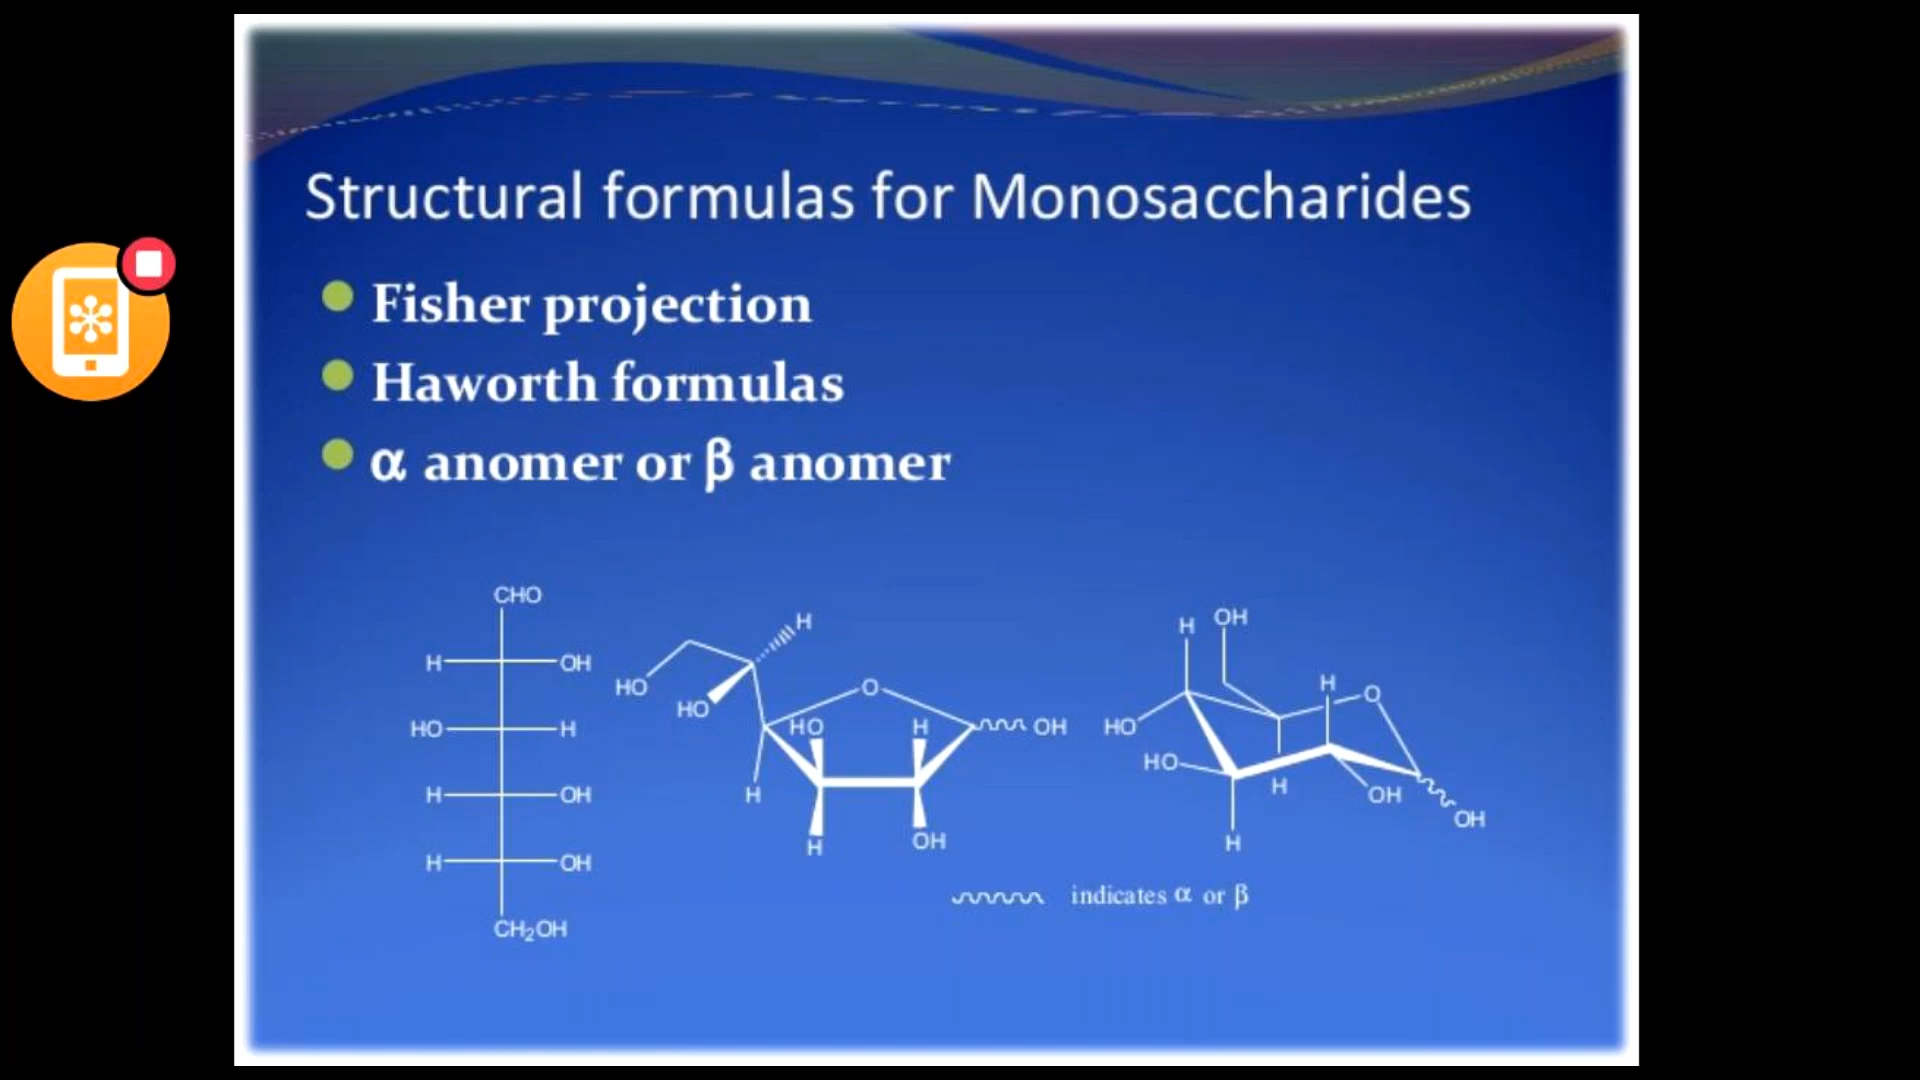 Structural formulas for Monosaccharides
Fisher projection
Haworth formulas
α anomer or β anomer
CHO
H OH
HO H
H OH
H OH
CH₂OH
H
HO
HO
O
HO H OH
H
H OH
H OH
H O
HO
HO
H OH
OH
H
indicates α or β